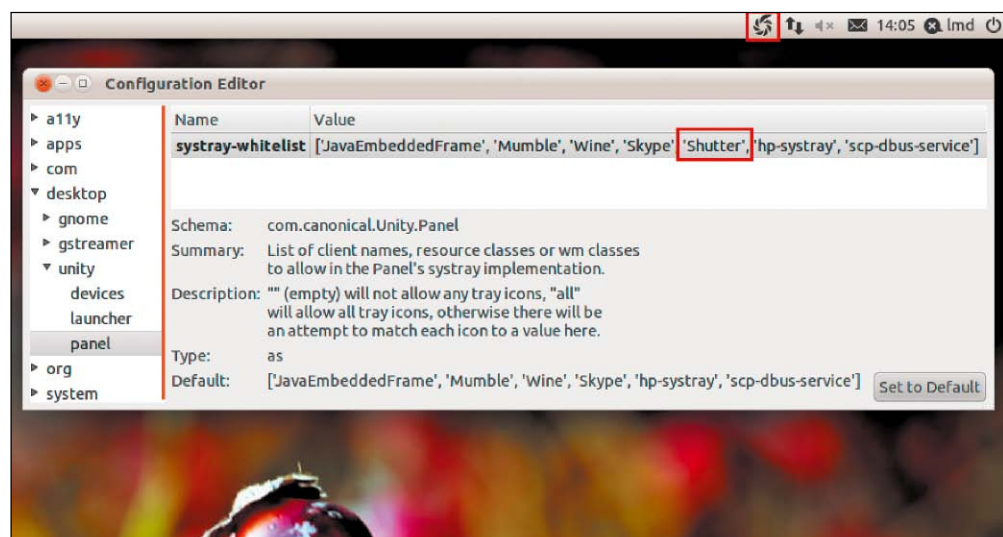 14:05 lmd
Configuration Editor
a11y
apps
com
desktop
gnome
gstreamer
unity
devices
launcher
panel
org
system
Name Value
systray-whitelist ['JavaEmbeddedFrame', 'Mumble', 'Wine', 'Skype', 'Shutter', 'hp-systray', 'scp-dbus-service']
Schema: com.canonical.Unity.Panel
Summary: List of client names, resource classes or wm classes
to allow in the Panel's systray implementation.
Description: "" (empty) will not allow any tray icons, "all"
will allow all tray icons, otherwise there will be
an attempt to match each icon to a value here.
Type: as
Default: ['JavaEmbeddedFrame', 'Mumble', 'Wine', 'Skype', 'hp-systray', 'scp-dbus-service']
Set to Default